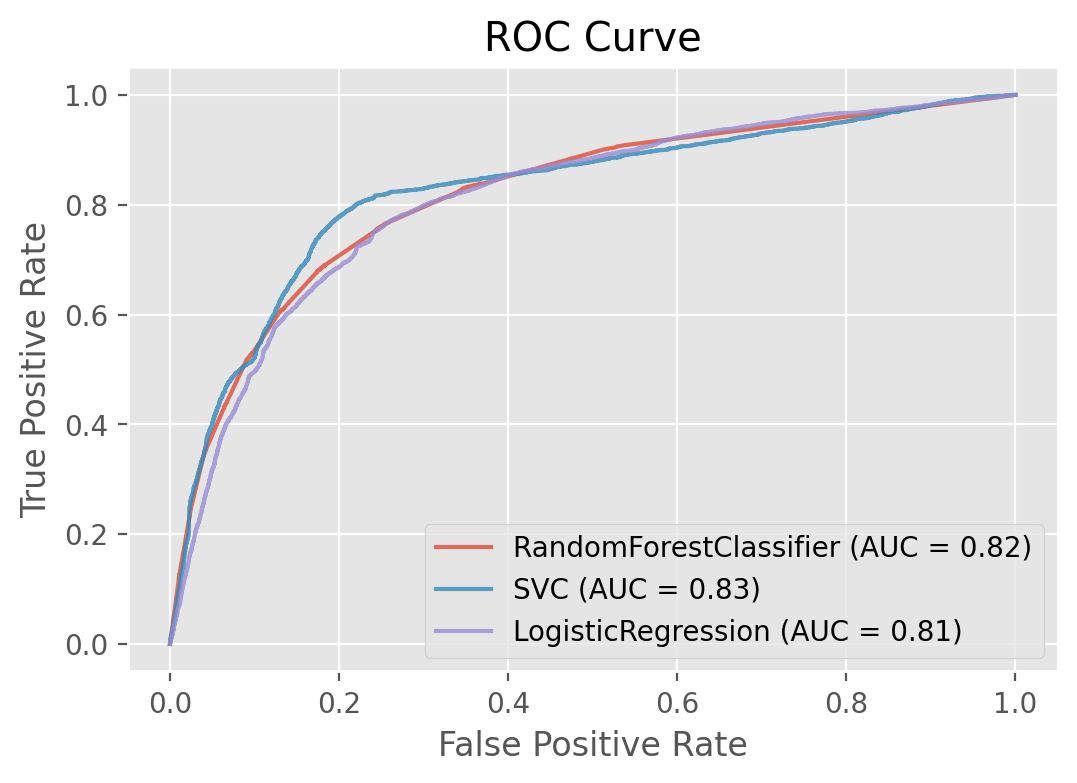 ROC Curve
True Positive Rate
1.0
0.8
0.6
0.4
0.2
0.0
RandomForestClassifier (AUC = 0.82)
SVC (AUC = 0.83)
LogisticRegression (AUC = 0.81)
0.0 0.2 0.4 0.6 0.8 1.0
False Positive Rate